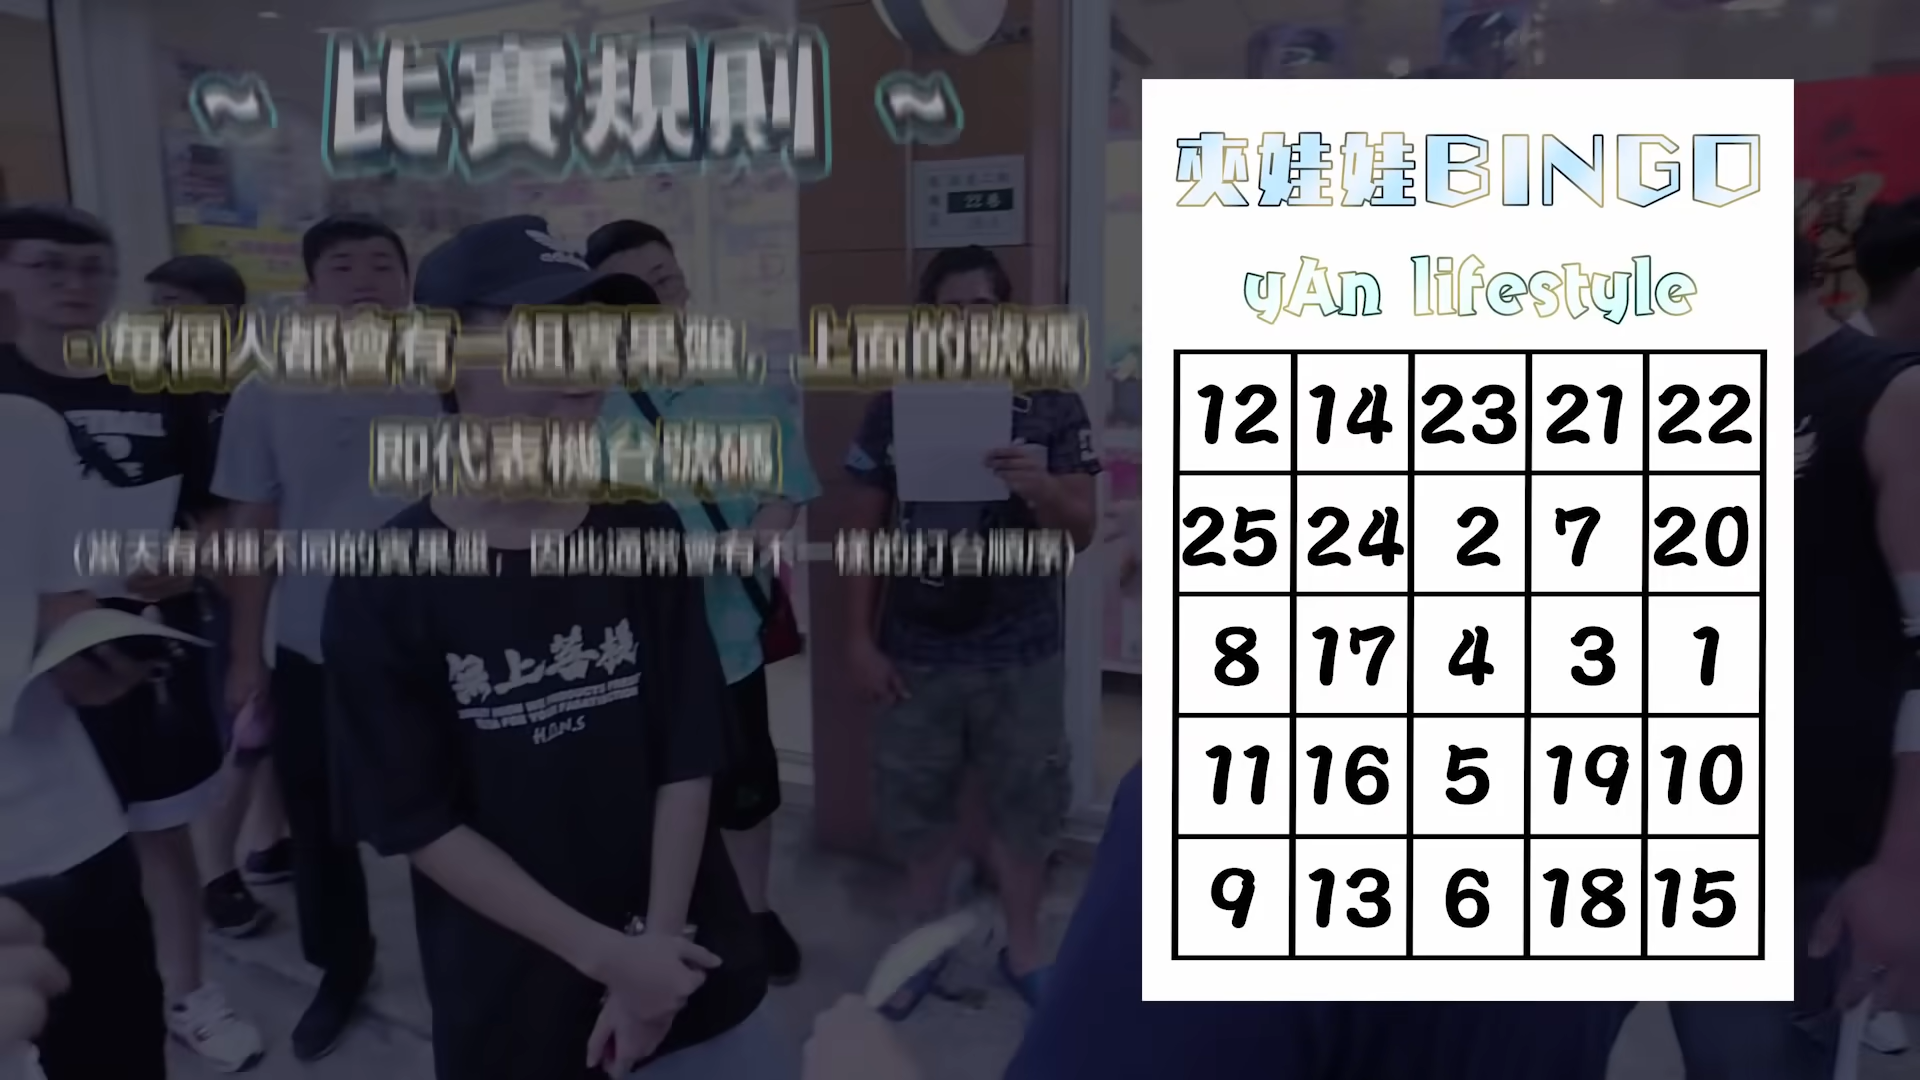 ~ 比賽規則 ~
▫每個人都會有一組賓果盤，上面的號碼
即代表機台號碼
(當天有4種不同的賓果盤，因此通常會有不一樣的打台順序)
無上菩機
H.O.N.S
夾娃娃BINGO
yAn lifestyle
12 14 23 21 22
25 24 2 7 20
8 17 4 3 1
11 16 5 19 10
9 13 6 18 15